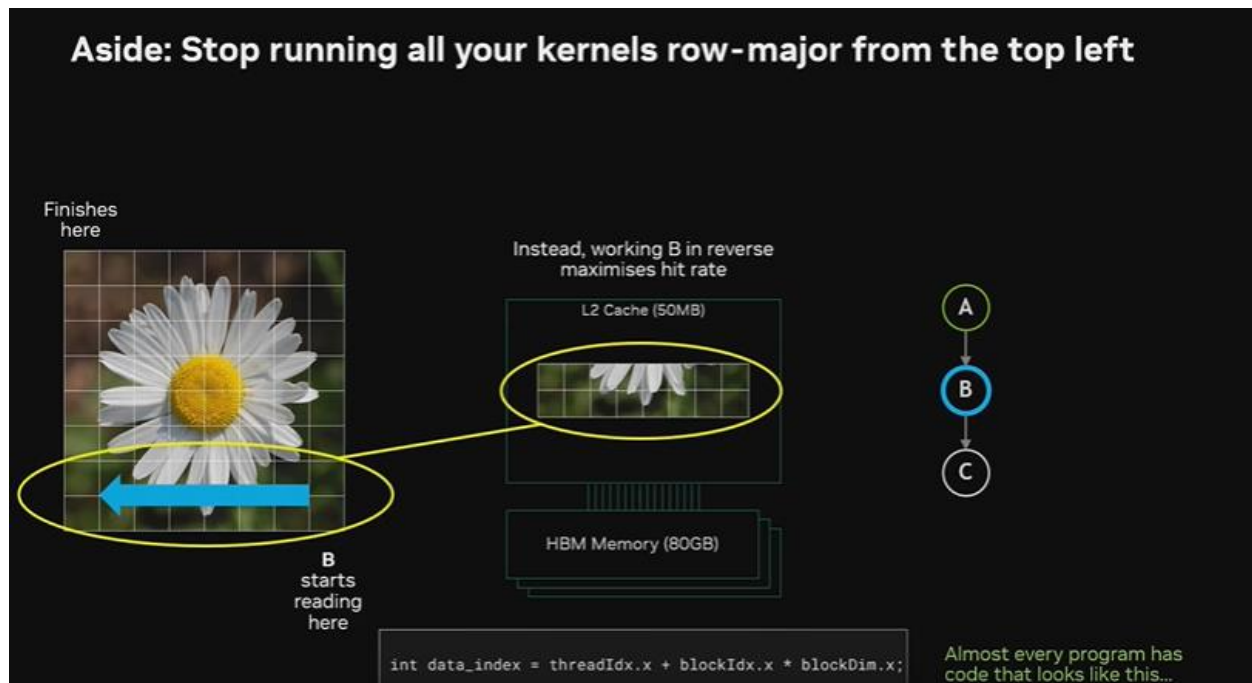 Aside: Stop running all your kernels row-major from the top left
Finishes
here
Instead, working B in reverse
maximises hit rate
L2 Cache (50MB)
A
B
C
HBM Memory (80GB)
B
starts
reading
here
int data_index = threadIdx.x + blockIdx.x * blockDim.x;
Almost every program has
code that looks like this...